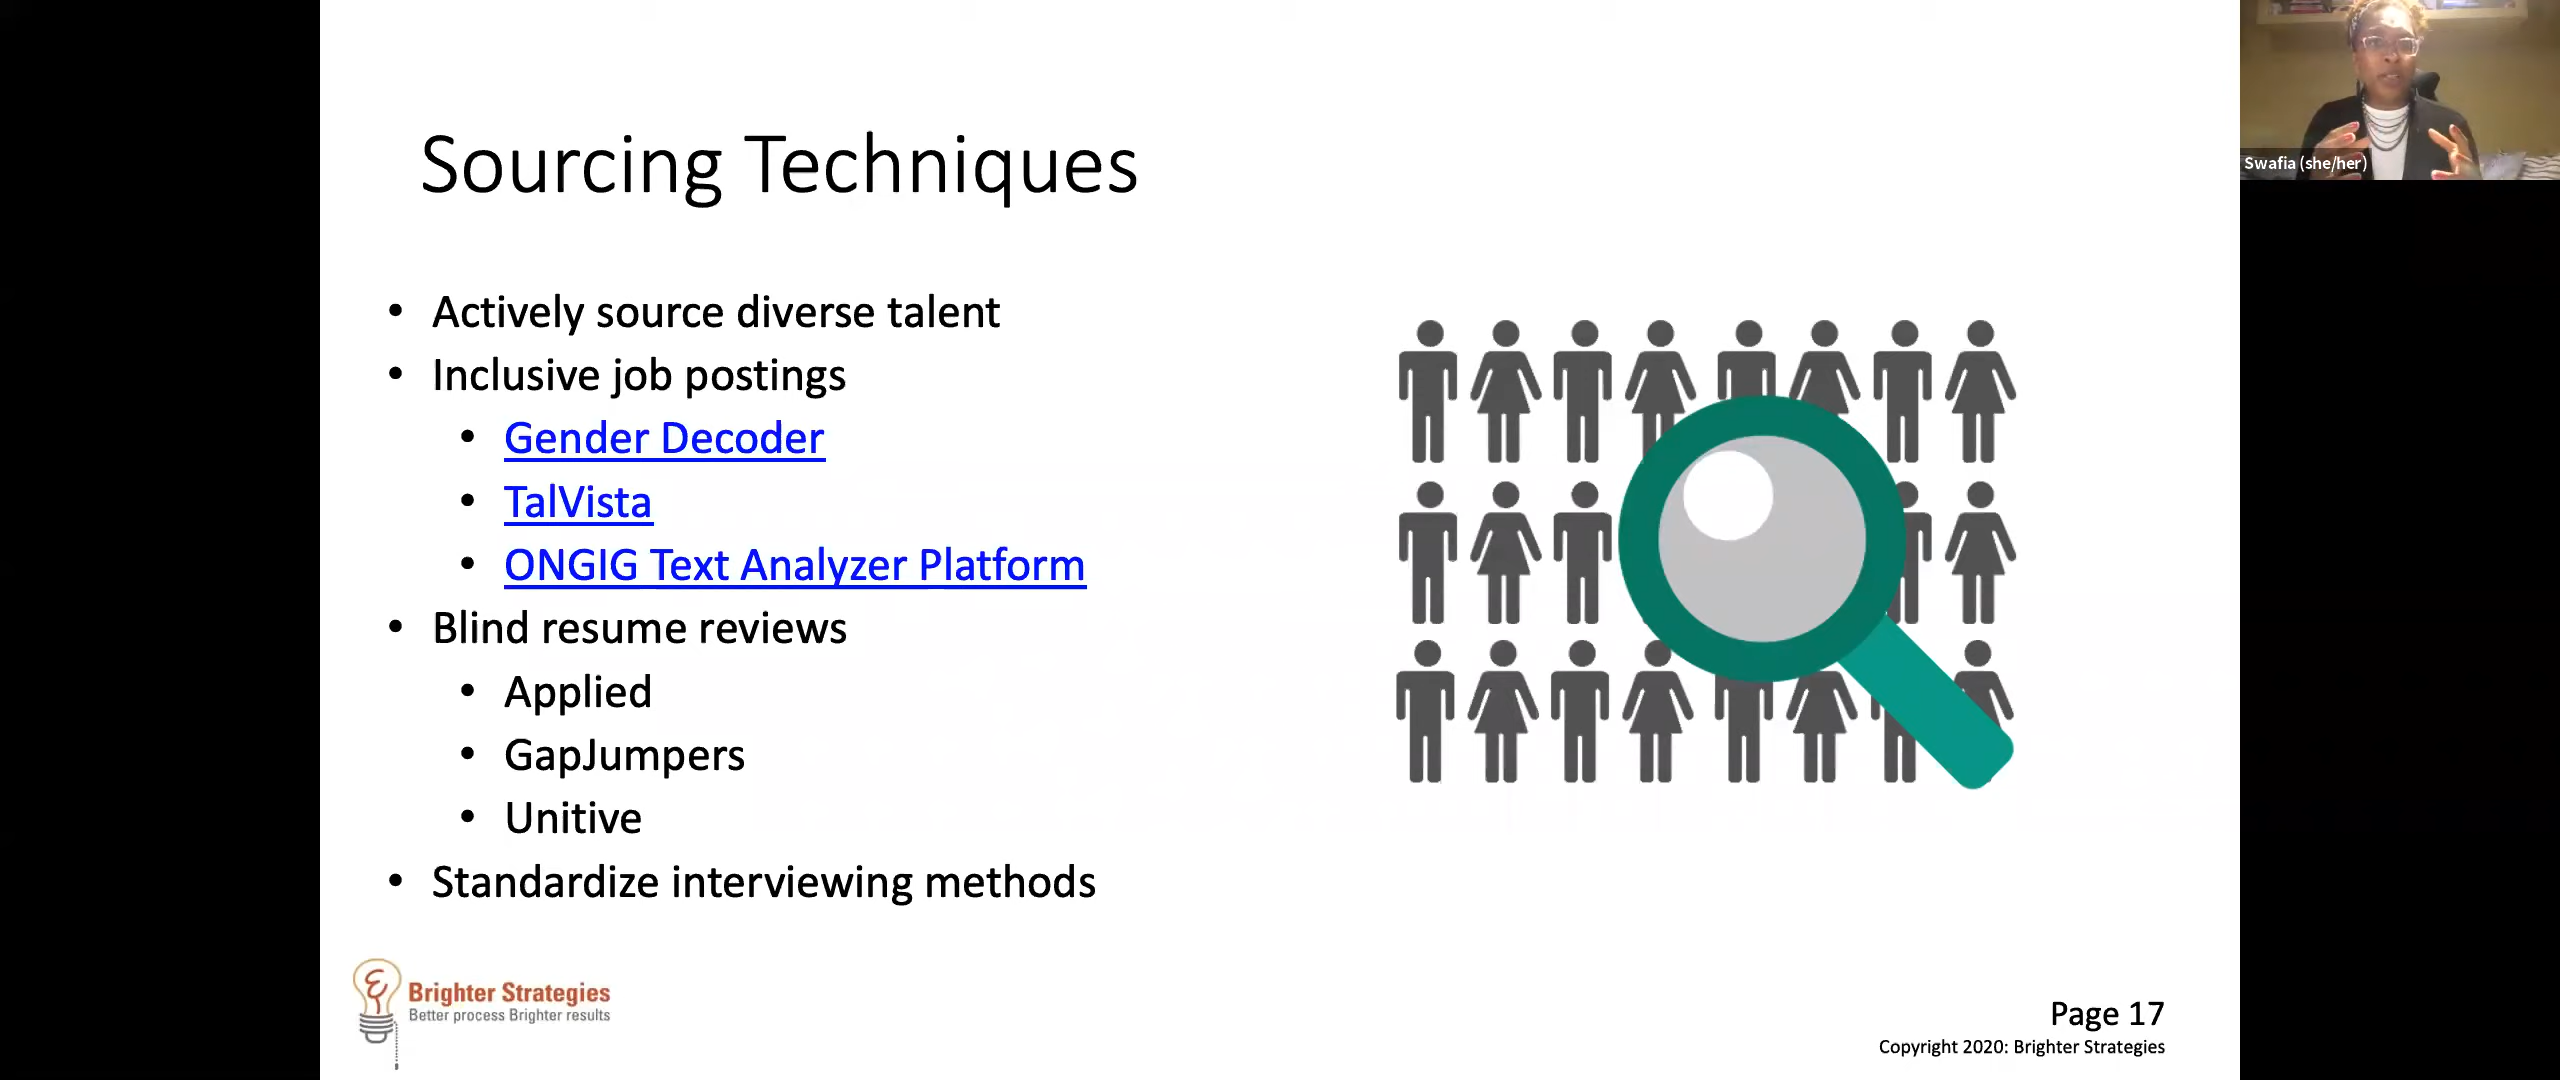 Sourcing Techniques
Swafia (she/her)
• Actively source diverse talent
• Inclusive job postings
• Gender Decoder
• TalVista
• ONGIG Text Analyzer Platform
• Blind resume reviews
• Applied
• GapJumpers
• Unitive
• Standardize interviewing methods
Brighter Strategies
Better process Brighter results
Page 17
Copyright 2020: Brighter Strategies